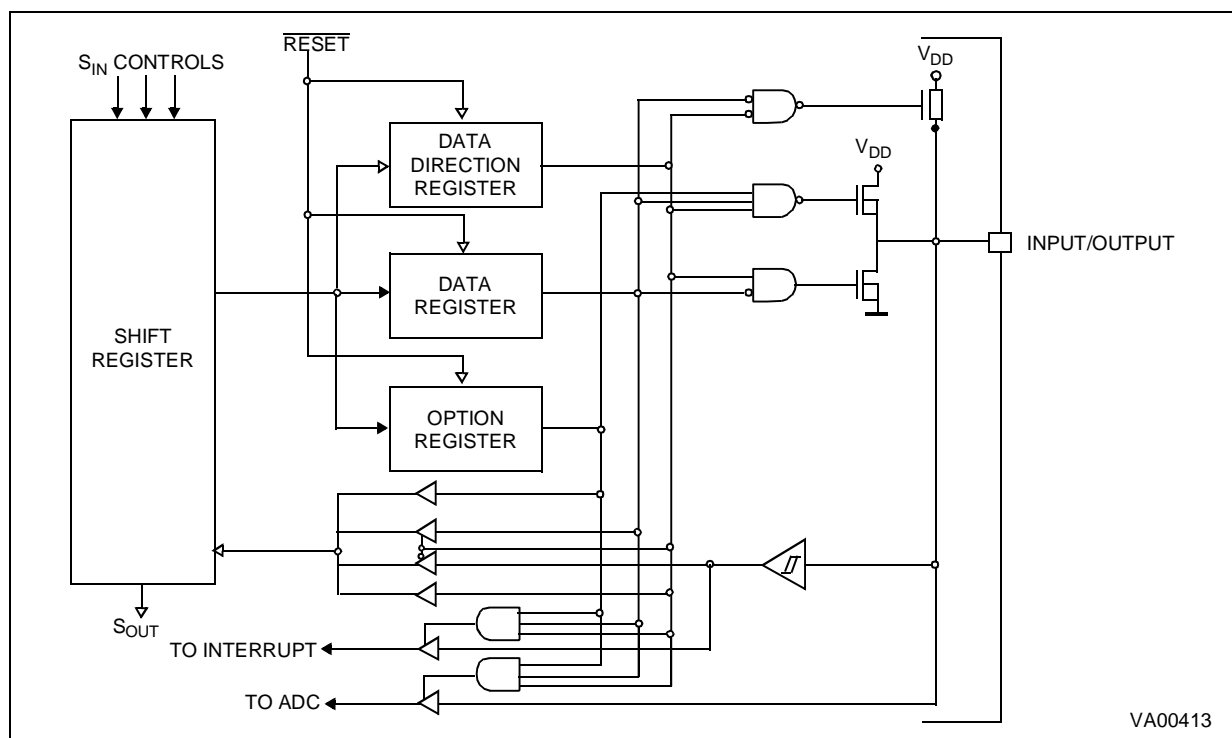 RESET
S_IN CONTROLS
V_DD
DATA
DIRECTION
REGISTER
V_DD
INPUT/OUTPUT
DATA
REGISTER
SHIFT
REGISTER
OPTION
REGISTER
S_OUT
TO INTERRUPT
TO ADC
VA00413